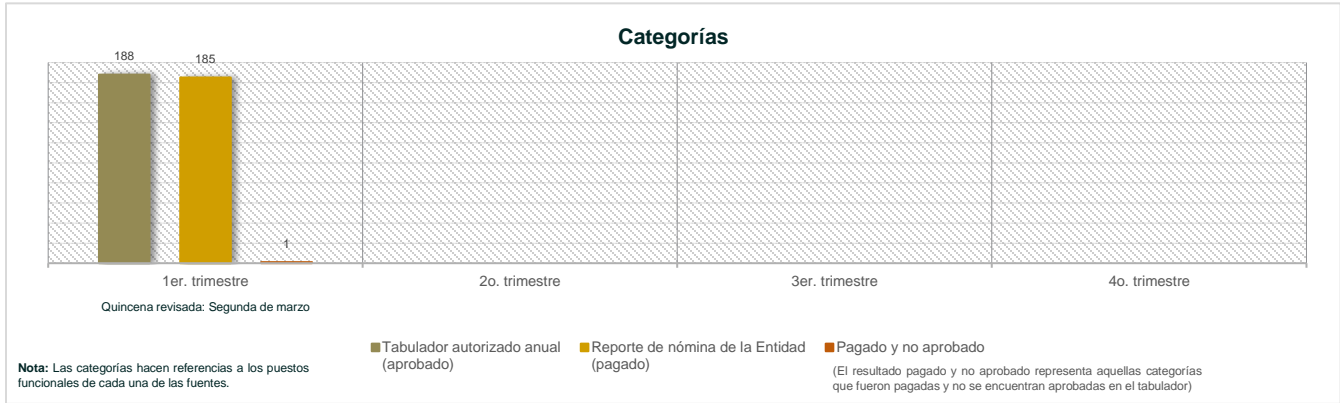 Categorías
188
185
1
1er. trimestre
2o. trimestre
3er. trimestre
4o. trimestre
Quincena revisada: Segunda de marzo
Tabulador autorizado anual
(aprobado)
Reporte de nómina de la Entidad
(pagado)
Pagado y no aprobado
(El resultado pagado y no aprobado representa aquellas categorías
que fueron pagadas y no se encuentran aprobadas en el tabulador)
Nota: Las categorías hacen referencias a los puestos
funcionales de cada una de las fuentes.